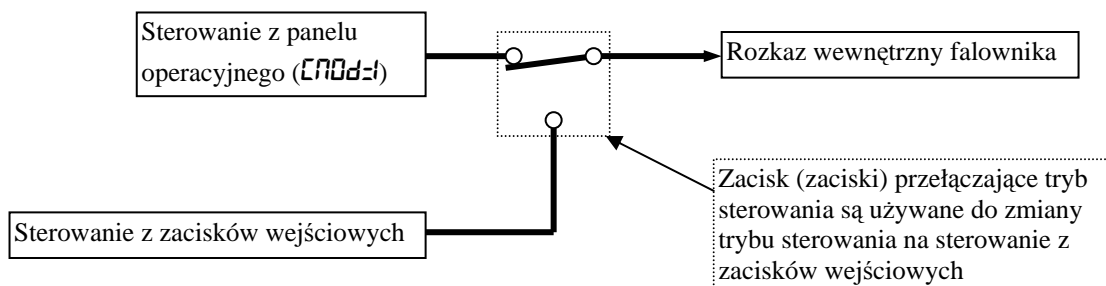 Sterowanie z panelu
operacyjnego (CMOd=1)
Rozkaz wewnętrzny falownika
Sterowanie z zacisków wejściowych
Zacisk (zaciski) przełączające tryb
sterowania są używane do zmiany
trybu sterowania na sterowanie z
zacisków wejściowych